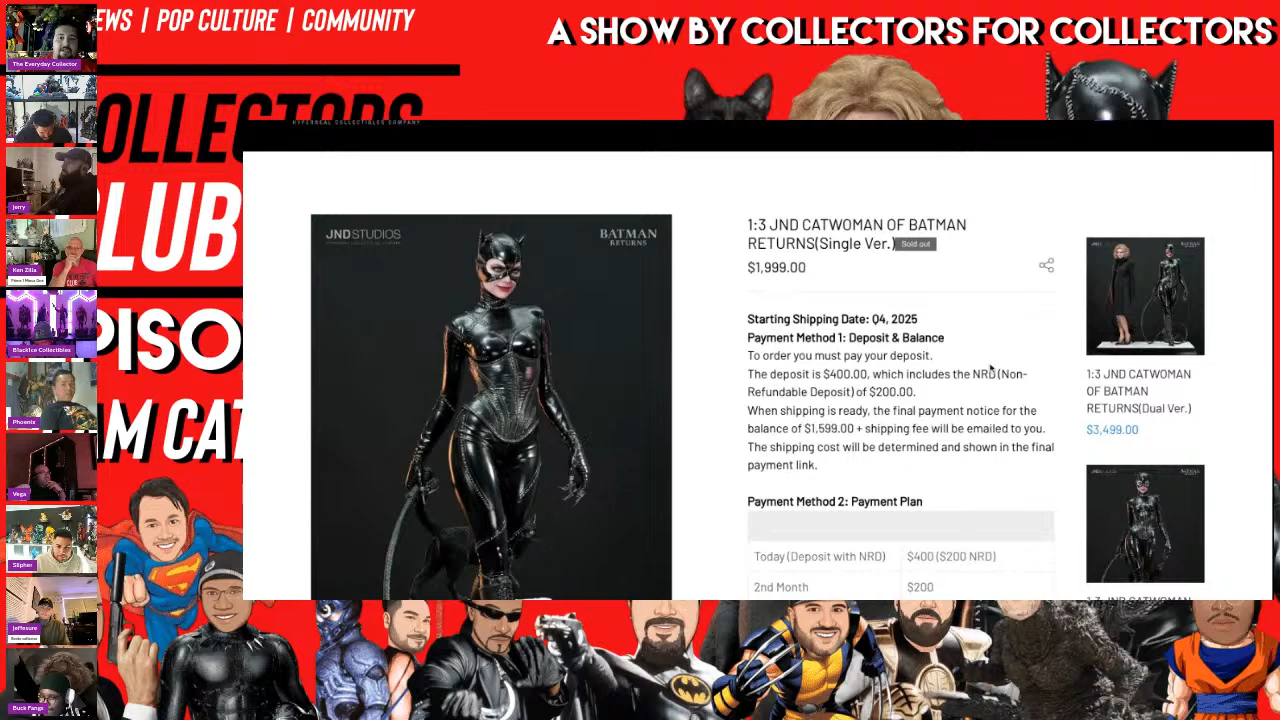 EWS | POP CULTURE | COMMUNITY
A SHOW BY COLLECTORS FOR COLLECTORS
OLLECTORS
LUB
PISO
M CAT
HYPERREAL COLLECTIBLES COMPANY
JNDSTUDIOS
BATMAN
RETURNS
1:3 JND CATWOMAN OF BATMAN
RETURNS(Single Ver.) Sold out
$1,999.00
Starting Shipping Date: Q4, 2025
Payment Method 1: Deposit & Balance
To order you must pay your deposit.
The deposit is $400.00, which includes the NRD (Non-
Refundable Deposit) of $200.00.
When shipping is ready, the final payment notice for the
balance of $1,599.00 + shipping fee will be emailed to you.
The shipping cost will be determined and shown in the final
payment link.
Payment Method 2: Payment Plan
Today (Deposit with NRD) $400 ($200 NRD)
2nd Month $200
1:3 JND CATWOMAN
OF BATMAN
RETURNS(Dual Ver.)
$3,499.00
The Everyday Collector
Jerry
Ken Zilla
BlackIce Collectibles
Phoenix
Vega
Slipher
Jeffesure
Buck Fangs